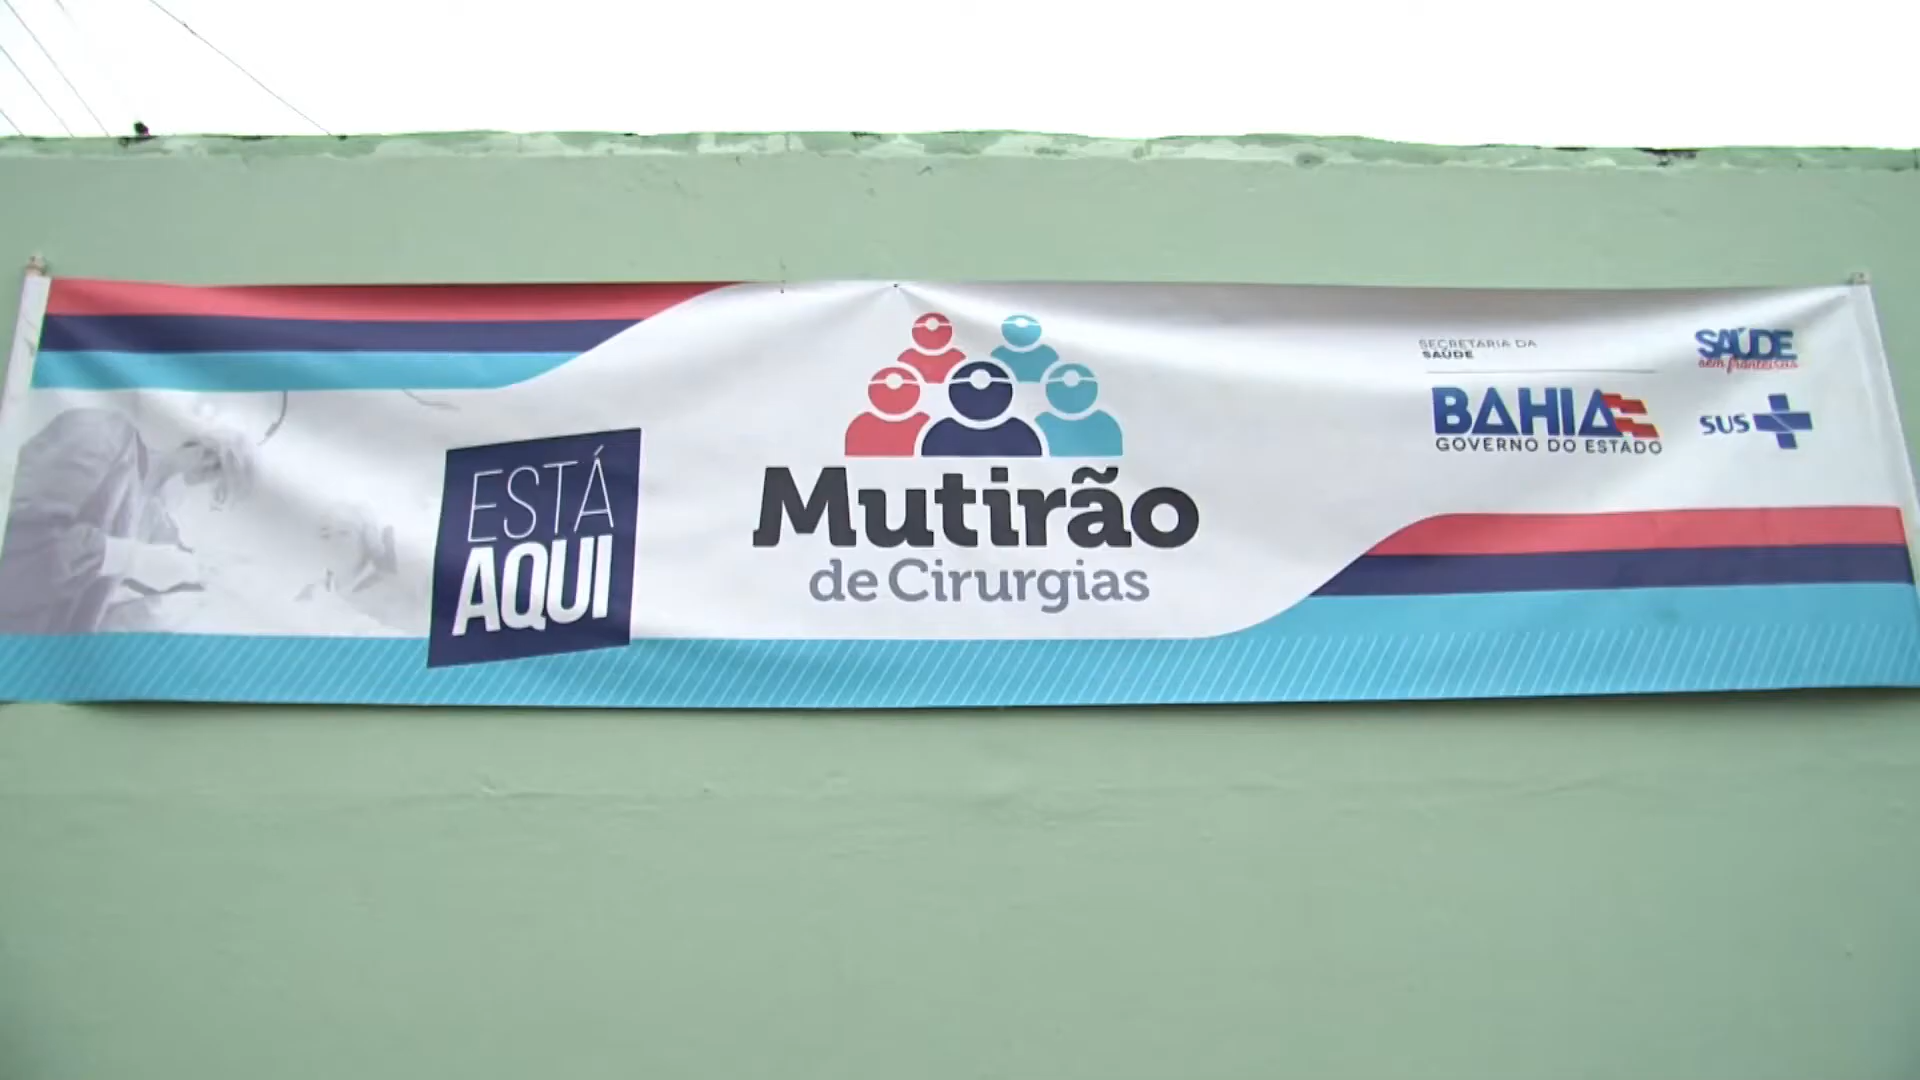 ESTÁ
AQUI
Mutirão
de Cirurgias
SECRETARIA DA
SAÚDE
BAHIA
GOVERNO DO ESTADO
SAÚDE
sem fronteiras
SUS